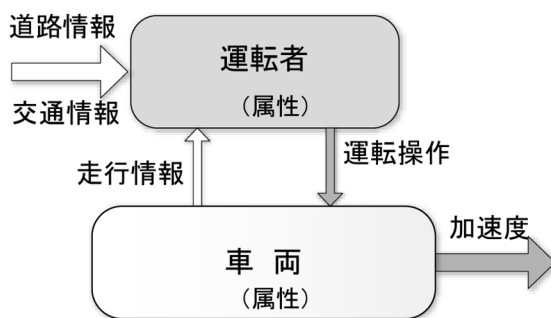 道路情報
交通情報
運転者
（属性）
走行情報
運転操作
車 両
（属性）
加速度